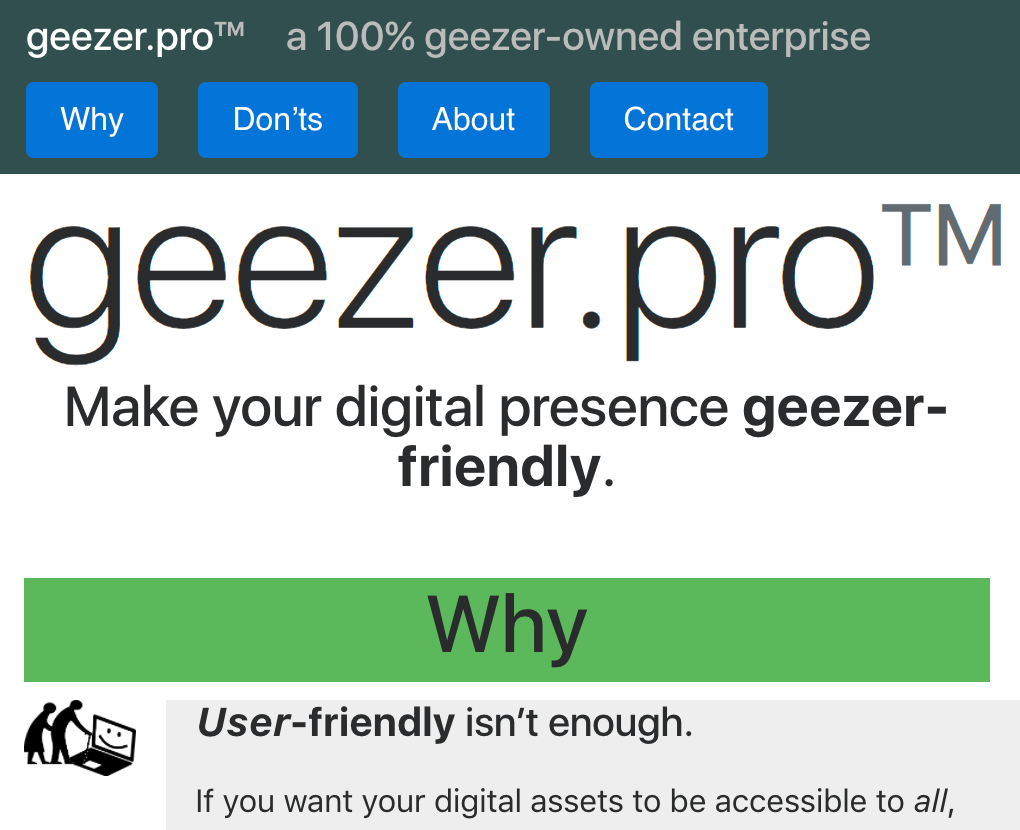 geezer.pro™ a 100% geezer-owned enterprise
Why Don’ts About Contact
geezer.pro™
Make your digital presence geezer-
friendly.
Why
User-friendly isn’t enough.
If you want your digital assets to be accessible to all,